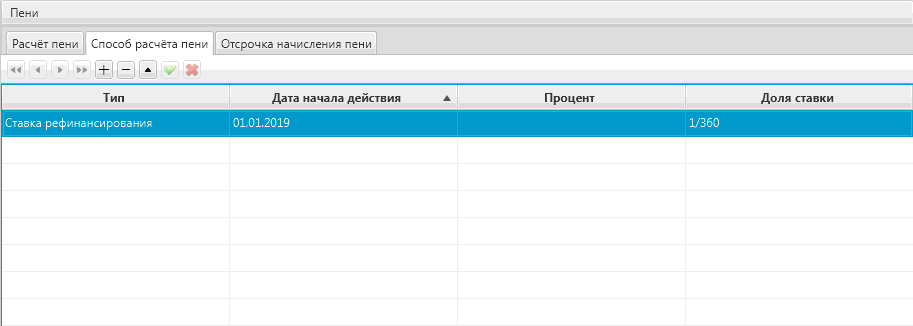 Пени
Расчёт пени Способ расчёта пени Отсрочка начисления пени
Тип Дата начала действия Процент Доля ставки
Ставка рефинансирования 01.01.2019 1/360